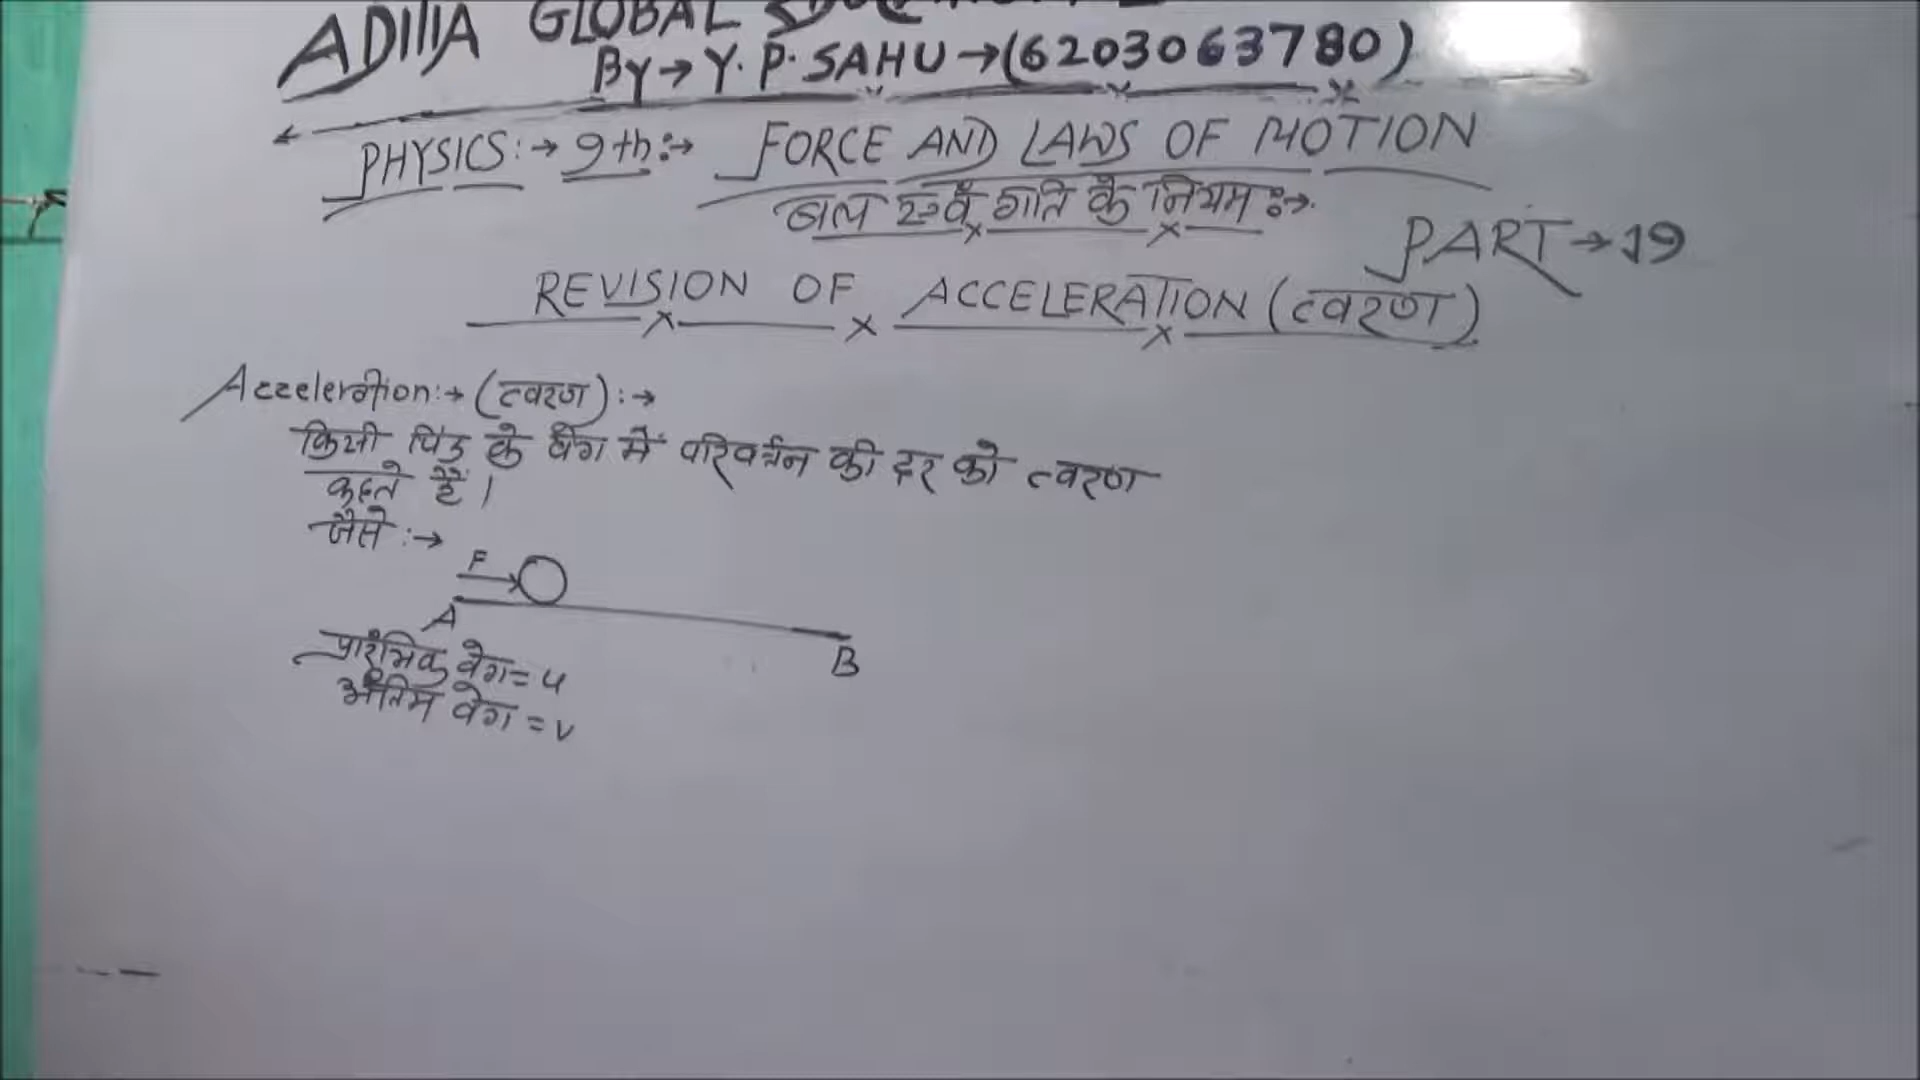 ADITYA GLOBAL
By → Y. P. SAHU → (6203063780)
PHYSICS :→ 9th :→ FORCE AND LAWS OF MOTION
बल एवं गति के नियम :→
PART → 19
REVISION OF ACCELERATION (त्वरण)
Acceleration :→ (त्वरण) :→
किसी पिंड के वेग में परिवर्तन की दर को त्वरण
कहते हैं।
जैसे :→
F
A
B
प्रारंभिक वेग = u
अंतिम वेग = v